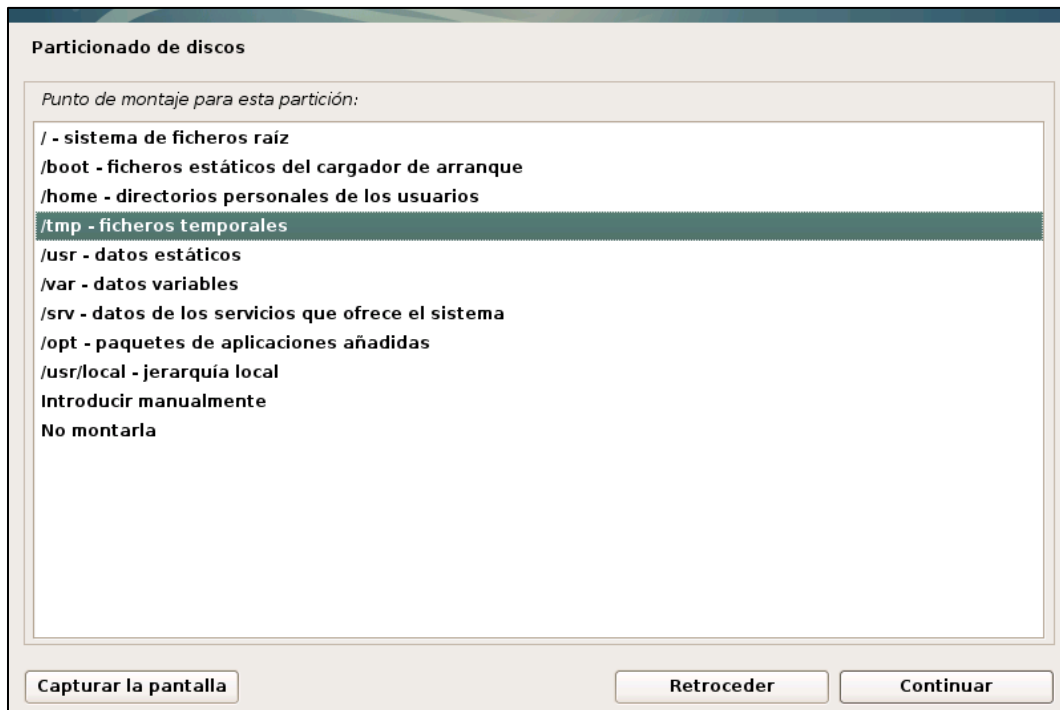 Particionado de discos
Punto de montaje para esta partición:
/ - sistema de ficheros raíz
/boot - ficheros estáticos del cargador de arranque
/home - directorios personales de los usuarios
/tmp - ficheros temporales
/usr - datos estáticos
/var - datos variables
/srv - datos de los servicios que ofrece el sistema
/opt - paquetes de aplicaciones añadidas
/usr/local - jerarquía local
Introducir manualmente
No montarla
Capturar la pantalla
Retroceder
Continuar